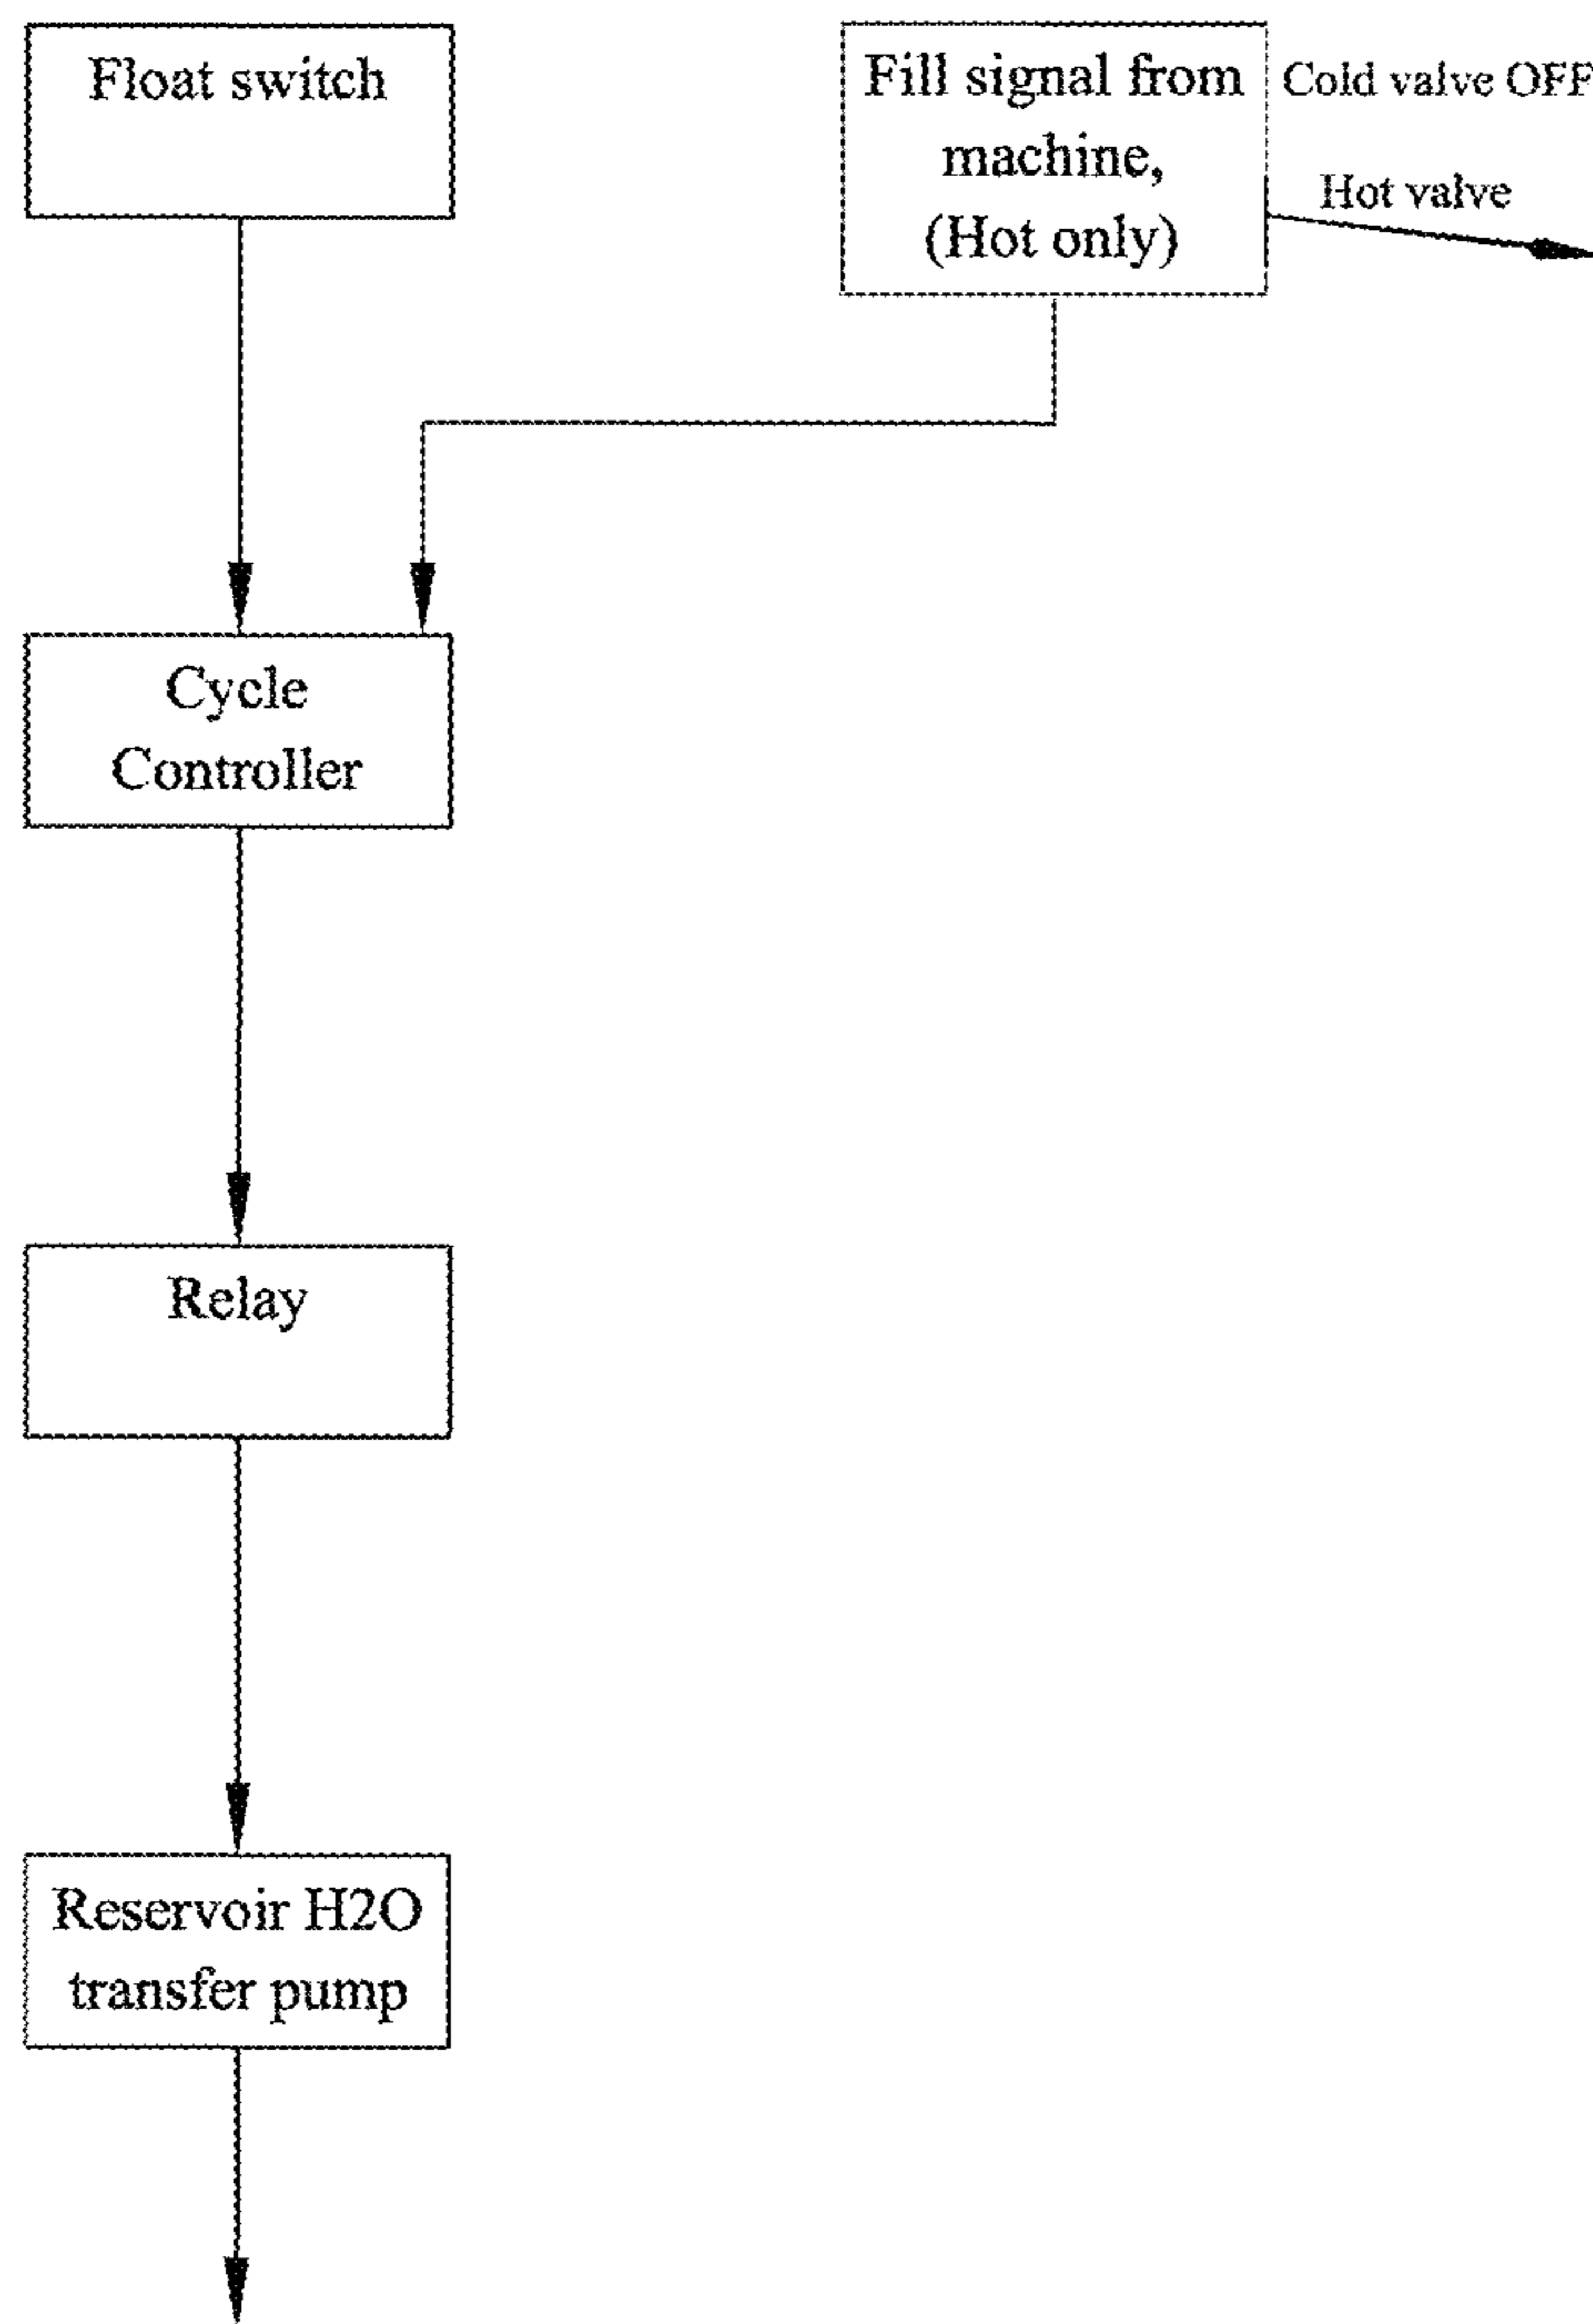 Float switch
Fill signal from
machine,
(Hot only)
Cold valve OFF
Hot valve
Cycle
Controller
Relay
Reservoir H2O
transfer pump